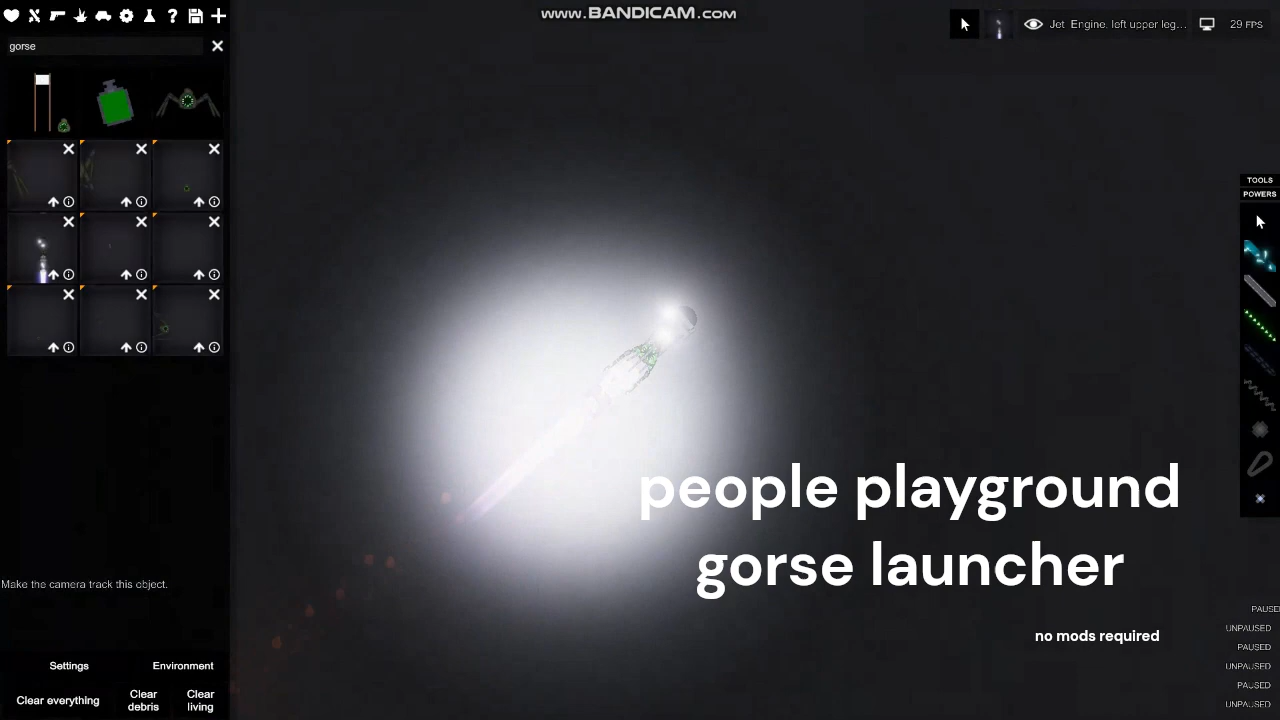 www.BANDICAM.com
gorse
Jet Engine, left upper leg...
29 FPS
TOOLS
POWERS
people playground
gorse launcher
no mods required
Make the camera track this object.
Settings
Environment
Clear everything
Clear debris
Clear living
PAUSED
UNPAUSED
PAUSED
UNPAUSED
PAUSED
UNPAUSED